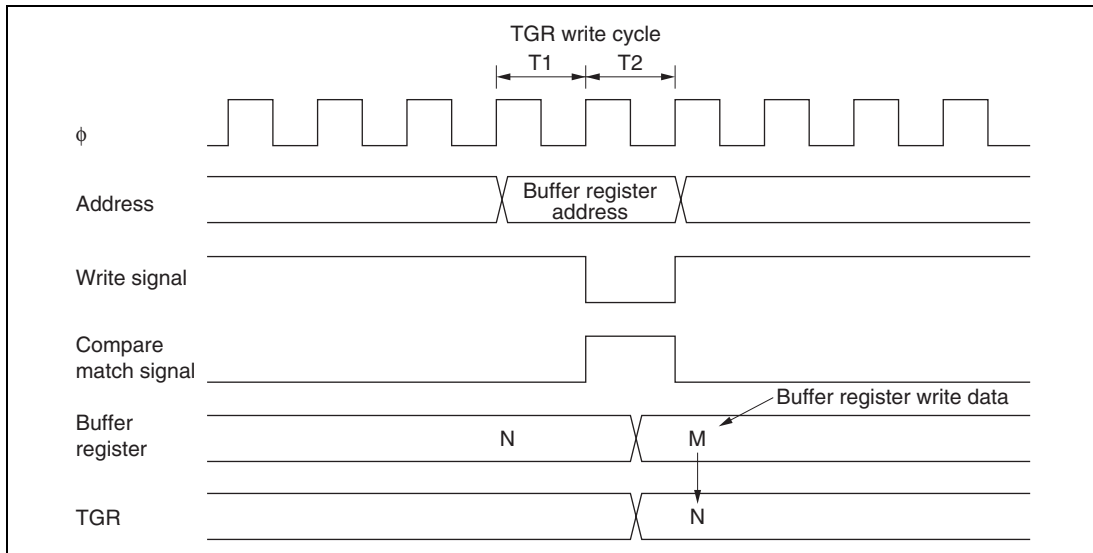 TGR write cycle
T1 T2
ϕ
Address
Buffer register
address
Write signal
Compare
match signal
Buffer register write data
Buffer
register
N M
TGR
N